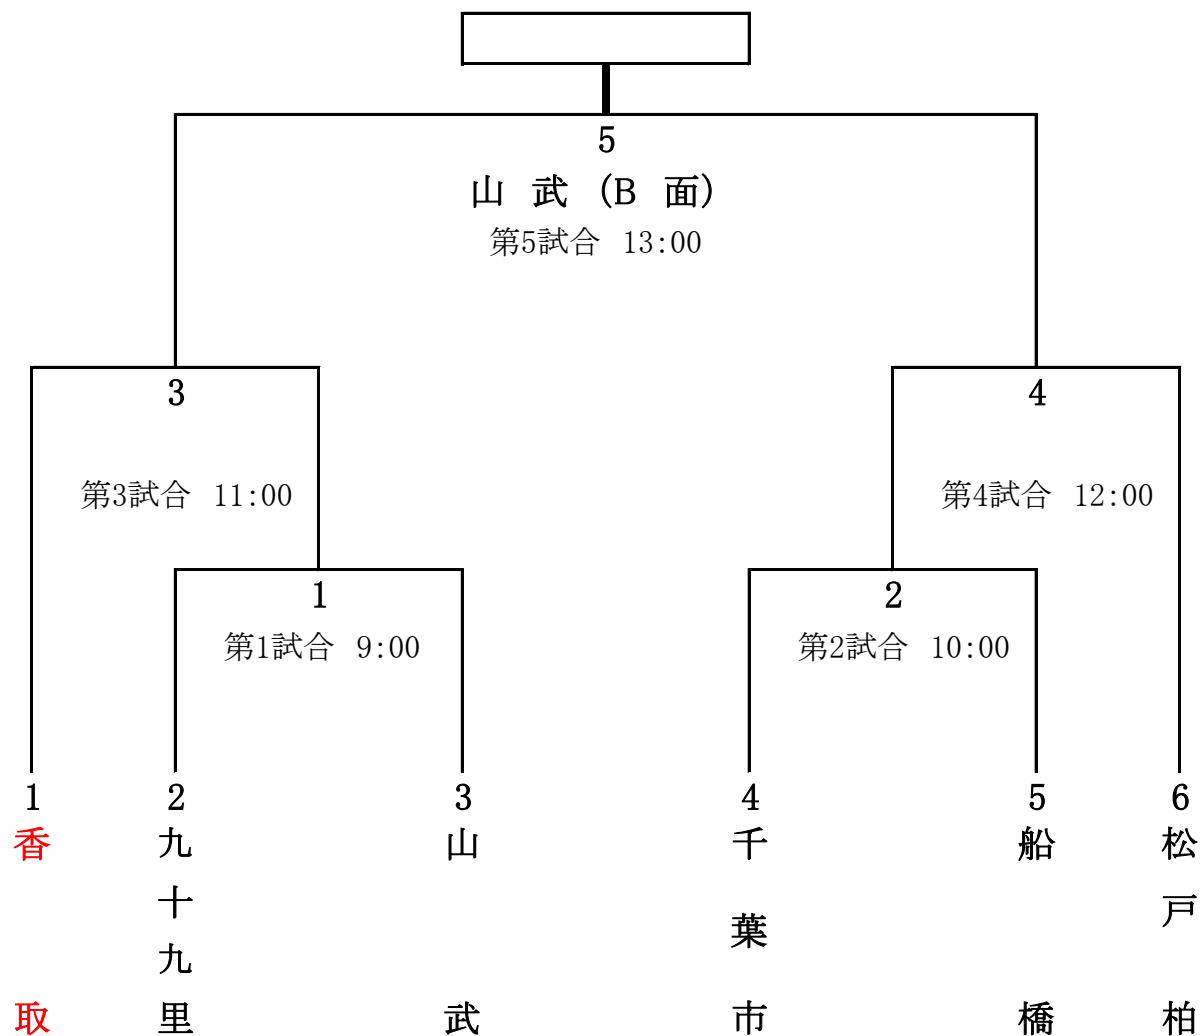 5
山 武 (B 面)
第5試合 13:00
3
4
第3試合 11:00
第4試合 12:00
1
2
第1試合 9:00
第2試合 10:00
1
2
3
4
5
6
香取
九十九里
山武
千葉市
船橋
松戸柏